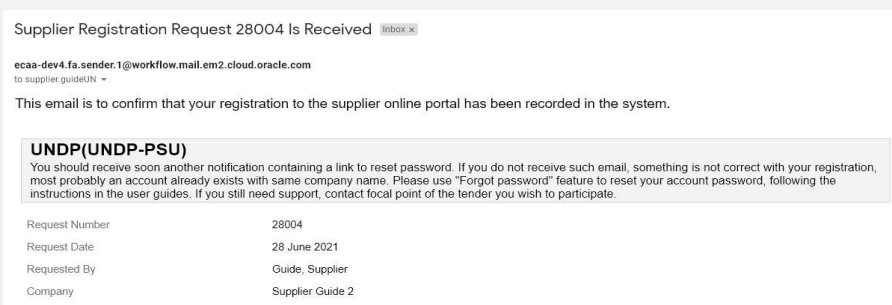 Supplier Registration Request 28004 Is Received Inbox x
ecaa-dev4.fa.sender.1@workflow.mail.em2.cloud.oracle.com
to supplier.guideUN
This email is to confirm that your registration to the supplier online portal has been recorded in the system.
UNDP(UNDP-PSU)
You should receive soon another notification containing a link to reset password. If you do not receive such email, something is not correct with your registration,
most probably an account already exists with same company name. Please use "Forgot password" feature to reset your account password, following the
instructions in the user guides. If you still need support, contact focal point of the tender you wish to participate.
Request Number 28004
Request Date 28 June 2021
Requested By Guide, Supplier
Company Supplier Guide 2